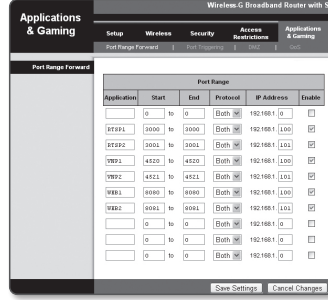 Wireless-G Broadband Router with S
Applications & Gaming
Setup Wireless Security Access Restrictions Applications & Gaming
Port Range Forward | Port Triggering | DMZ | QoS
Port Range Forward
Port Range
Application Start End Protocol IP Address Enable
0 to 0 Both 192.168.1. 0
RTSP1 3000 to 3000 Both 192.168.1. 100
RTSP2 3001 to 3001 Both 192.168.1. 101
VNP1 4520 to 4520 Both 192.168.1. 100
VNP2 4521 to 4521 Both 192.168.1. 101
WEB1 8080 to 8080 Both 192.168.1. 100
WEB2 8081 to 8081 Both 192.168.1. 101
0 to 0 Both 192.168.1. 0
0 to 0 Both 192.168.1. 0
0 to 0 Both 192.168.1. 0
Save Settings Cancel Changes